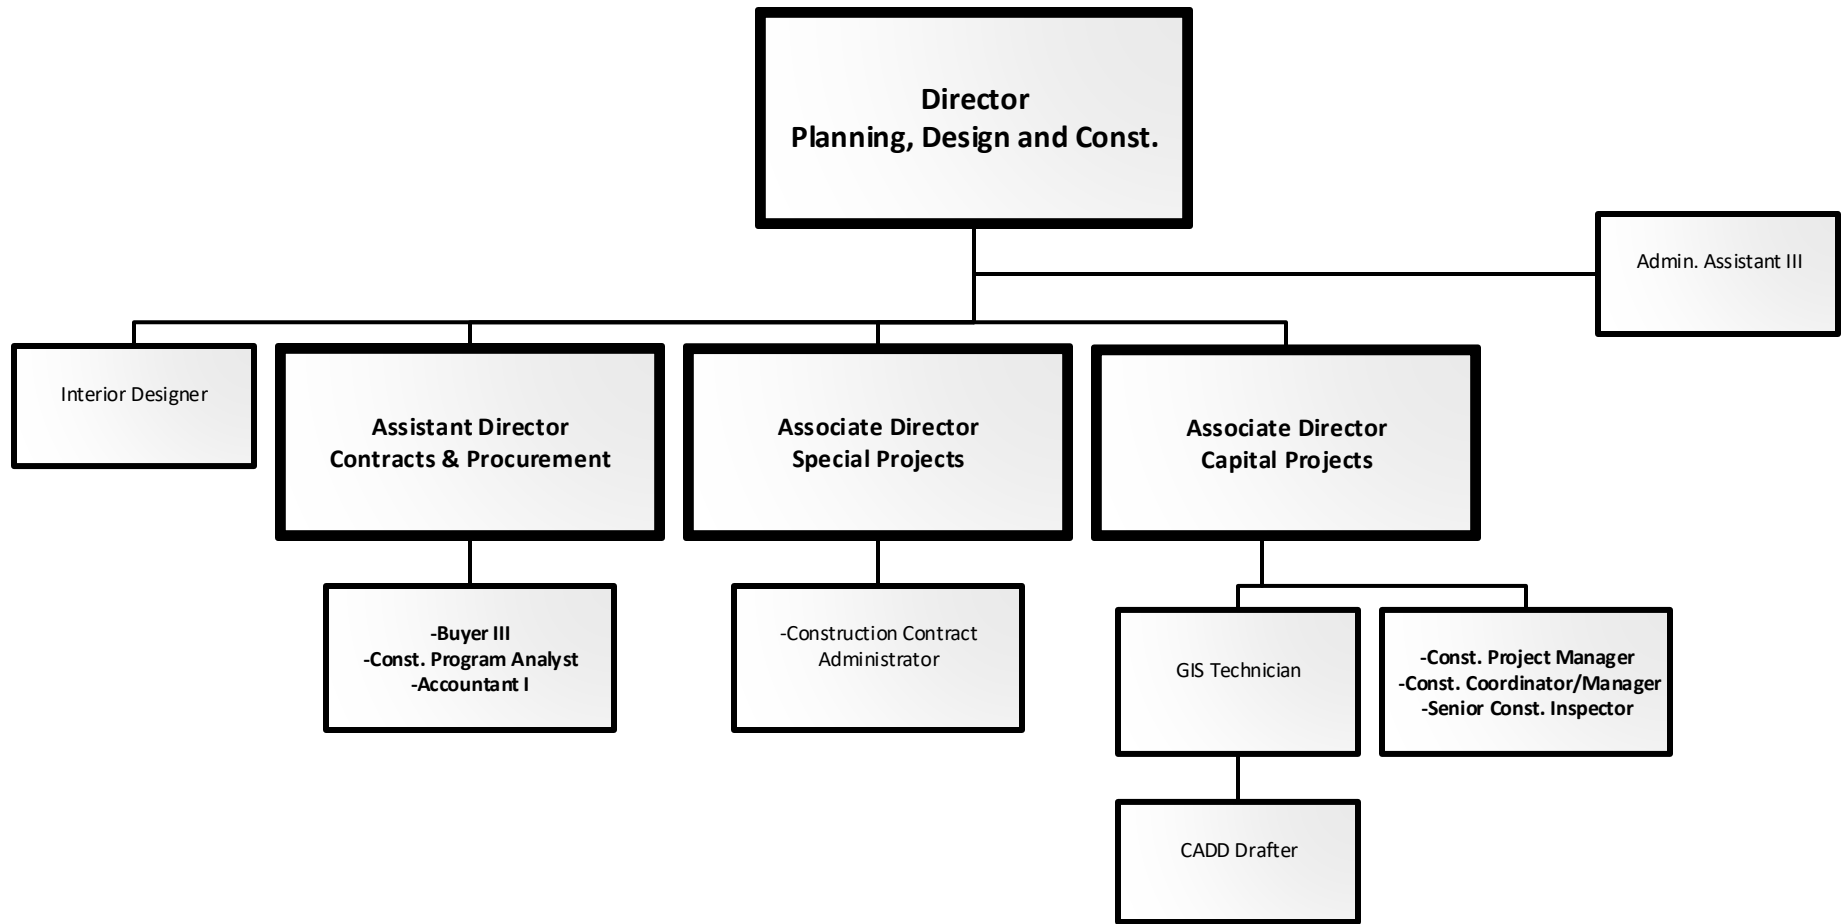 Director
Planning, Design and Const.
Admin. Assistant III
Interior Designer
Assistant Director
Contracts & Procurement
Associate Director
Special Projects
Associate Director
Capital Projects
-Buyer III
-Const. Program Analyst
-Accountant I
-Construction Contract
Administrator
GIS Technician
-Const. Project Manager
-Const. Coordinator/Manager
-Senior Const. Inspector
CADD Drafter